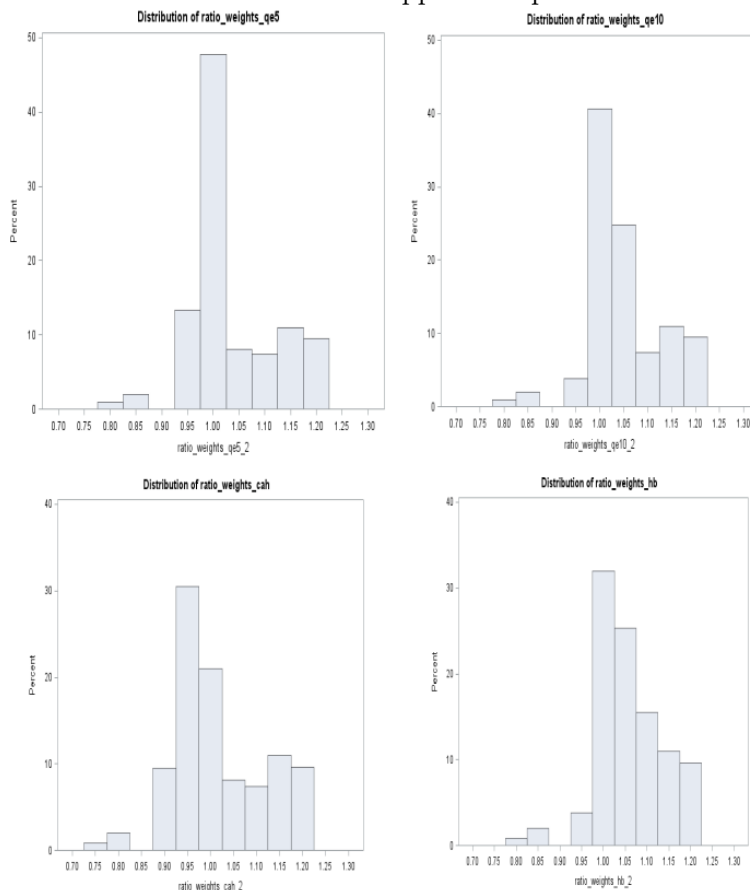 Distribution of ratio_weights_qe5
50
40
30
20
10
0
Percent
0.70 0.75 0.80 0.85 0.90 0.95 1.00 1.05 1.10 1.15 1.20 1.25 1.30
ratio_weights_qe5_2
Distribution of ratio_weights_qe10
50
40
30
20
10
0
Percent
0.70 0.75 0.80 0.85 0.90 0.95 1.00 1.05 1.10 1.15 1.20 1.25 1.30
ratio_weights_qe10_2
Distribution of ratio_weights_cah
40
30
20
10
0
Percent
0.70 0.75 0.80 0.85 0.90 0.95 1.00 1.05 1.10 1.15 1.20 1.25 1.30
ratio_weights_cah_2
Distribution of ratio_weights_hb
40
30
20
10
0
Percent
0.70 0.75 0.80 0.85 0.90 0.95 1.00 1.05 1.10 1.15 1.20 1.25 1.30
ratio_weights_hb_2